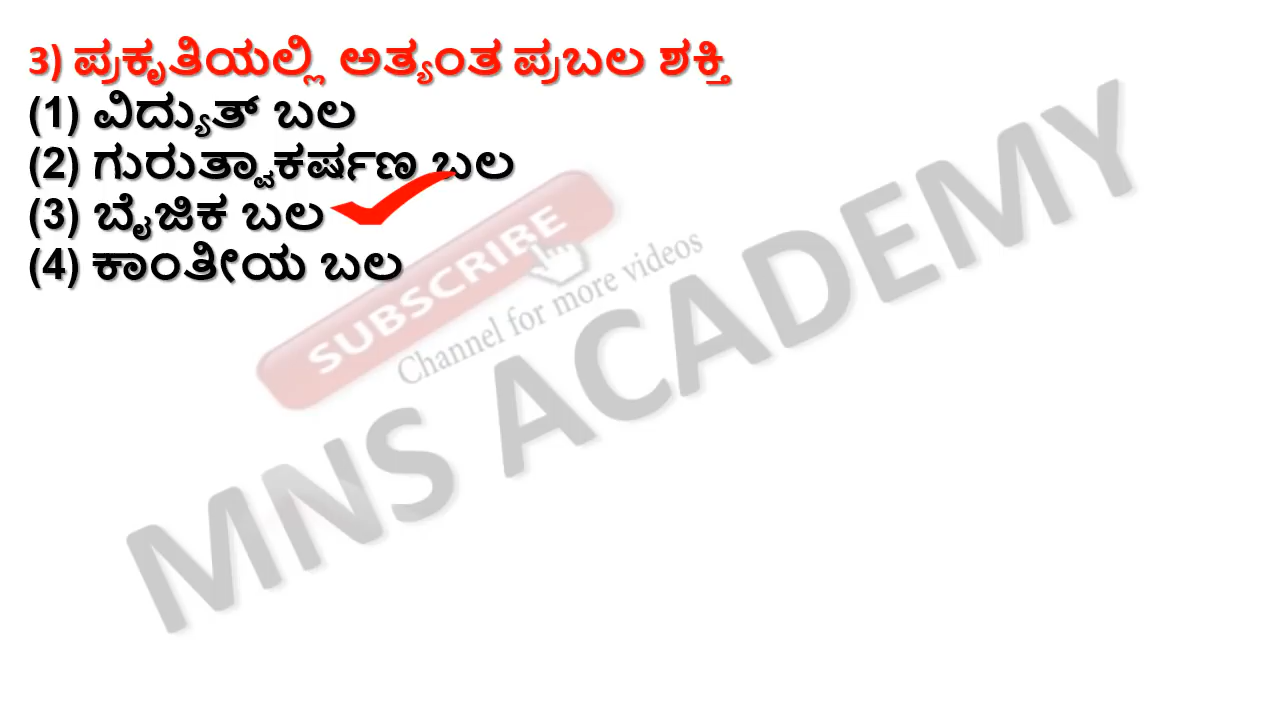 3) ಪ್ರಕೃತಿಯಲ್ಲಿ ಅತ್ಯಂತ ಪ್ರಬಲ ಶಕ್ತಿ
(1) ವಿದ್ಯುತ್ ಬಲ
(2) ಗುರುತ್ವಾಕರ್ಷಣ ಬಲ
(3) ಬೈಜಿಕ ಬಲ
(4) ಕಾಂತೀಯ ಬಲ
SUBSCRIBE
Channel for more videos
MNS ACADEMY